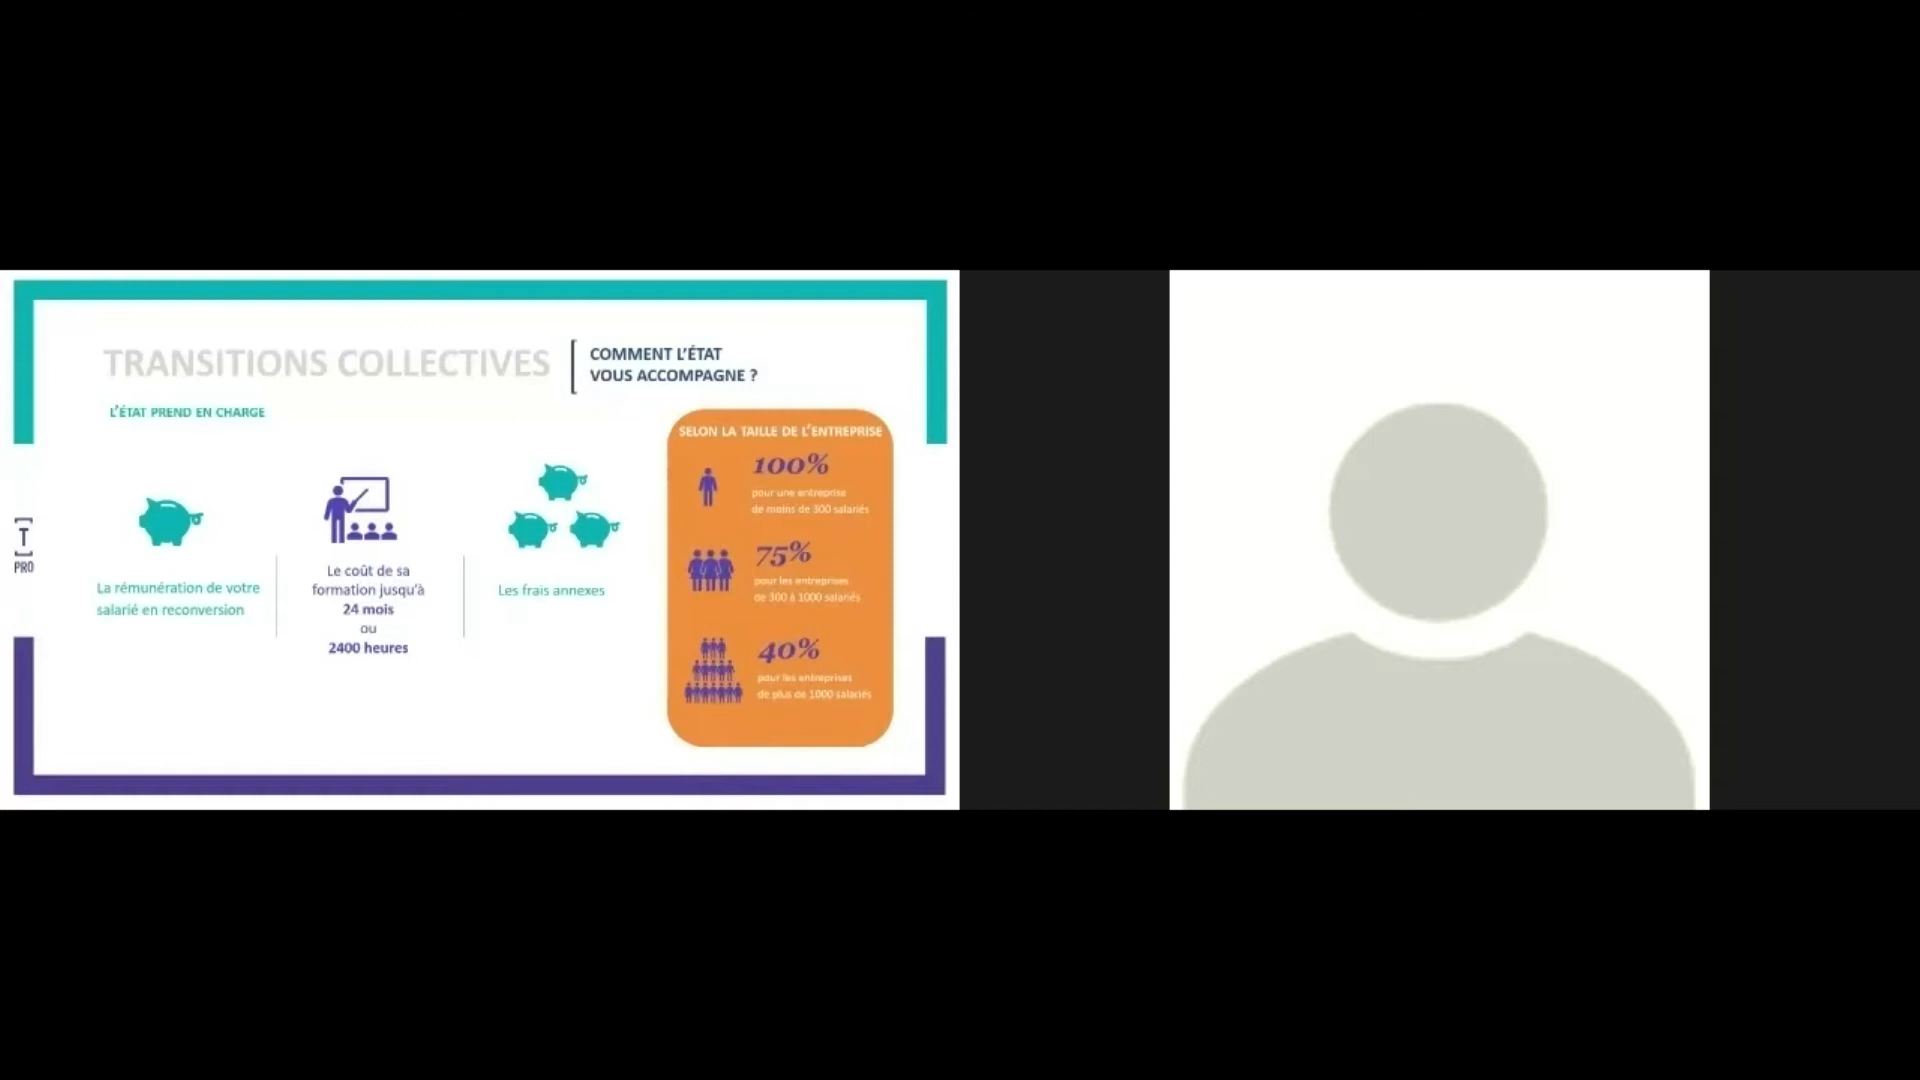 TRANSITIONS COLLECTIVES
COMMENT L'ÉTAT
VOUS ACCOMPAGNE ?
L'ÉTAT PREND EN CHARGE
La rémunération de votre
salarié en reconversion
Le coût de sa
formation jusqu'à
24 mois
ou
2400 heures
Les frais annexes
SELON LA TAILLE DE L'ENTREPRISE
100%
pour une entreprise
de moins de 300 salariés
75%
pour les entreprises
de 300 à 1000 salariés
40%
pour les entreprises
de plus de 1000 salariés
[T]
PRO